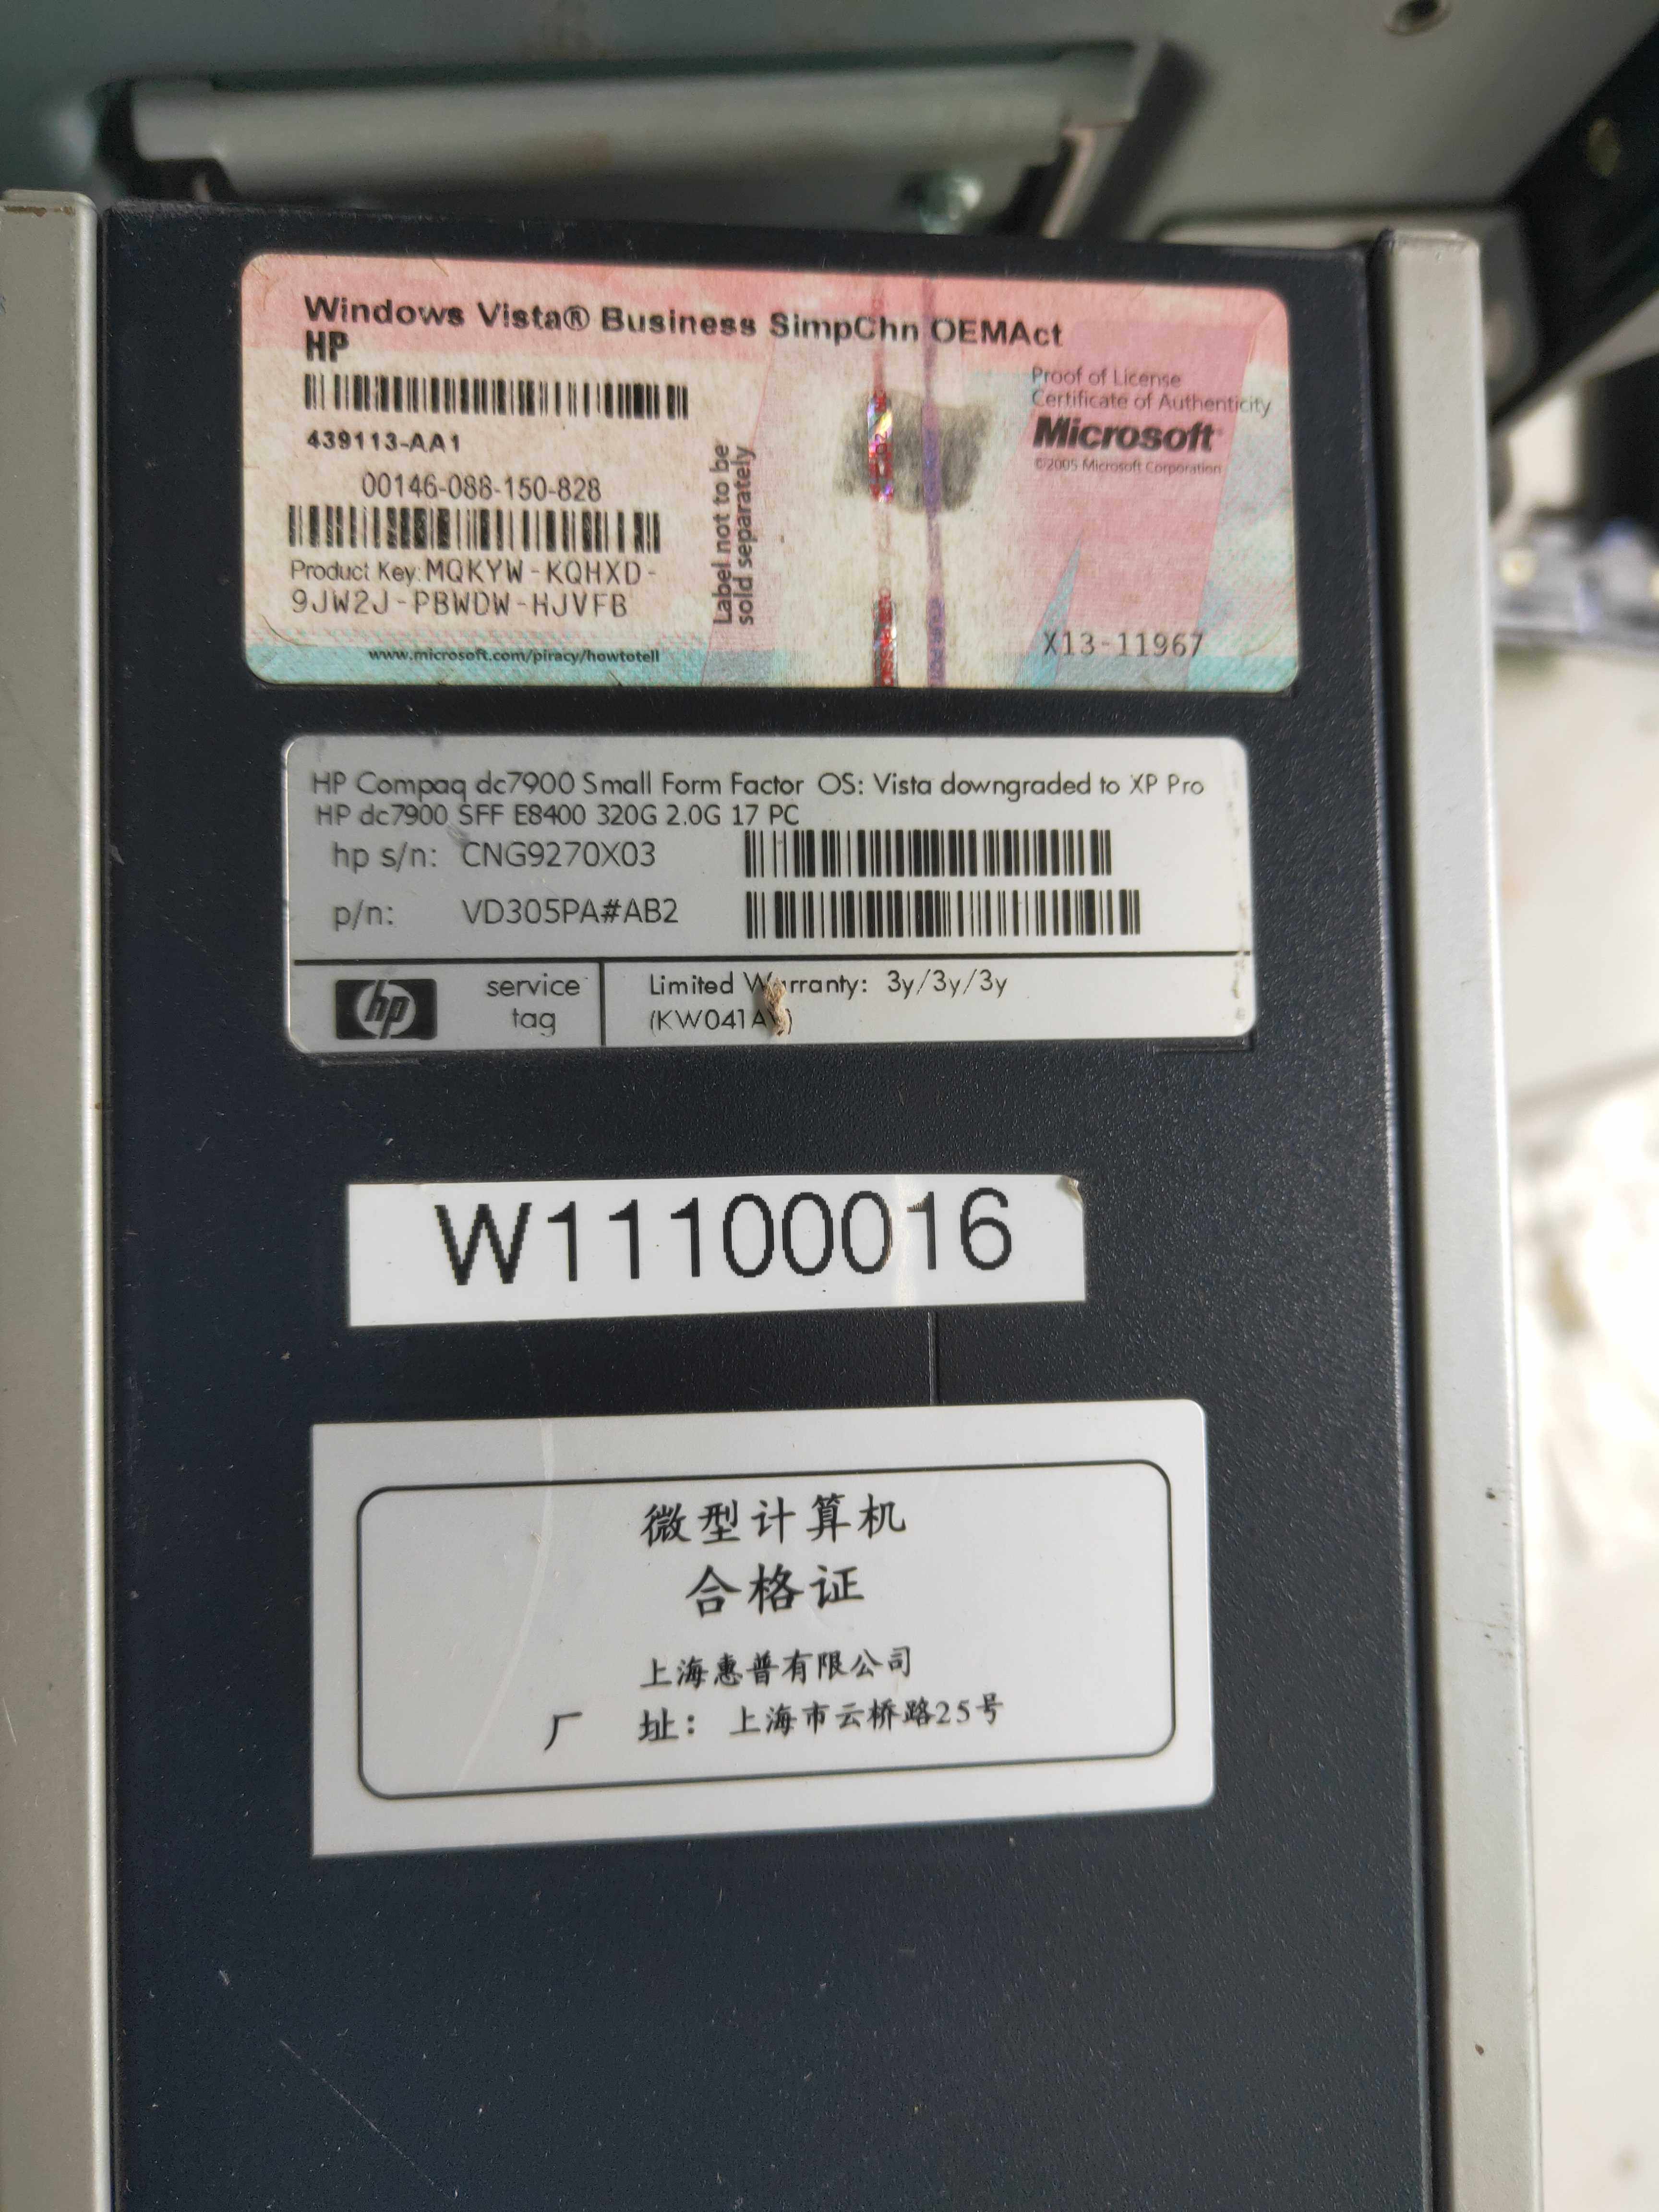 Windows Vista® Business SimpChn OEMAct
HP
Proof of License
Certificate of Authenticity
Microsoft
©2005 Microsoft Corporation
439113-AA1
00146-088-150-828
Label not to be
sold separately
Product Key: MQKYW-KQHXD-
9JW2J-PBWDW-HJVFB
www.microsoft.com/piracy/howtotell
X13-11967
HP Compaq dc7900 Small Form Factor OS: Vista downgraded to XP Pro
HP dc7900 SFF E8400 320G 2.0G 17 PC
hp s/n: CNG9270X03
p/n: VD305PA#AB2
hp
service
tag
Limited Warranty: 3y/3y/3y
W11100016
微型计算机
合格证
上海惠普有限公司
厂 址: 上海市云桥路25号